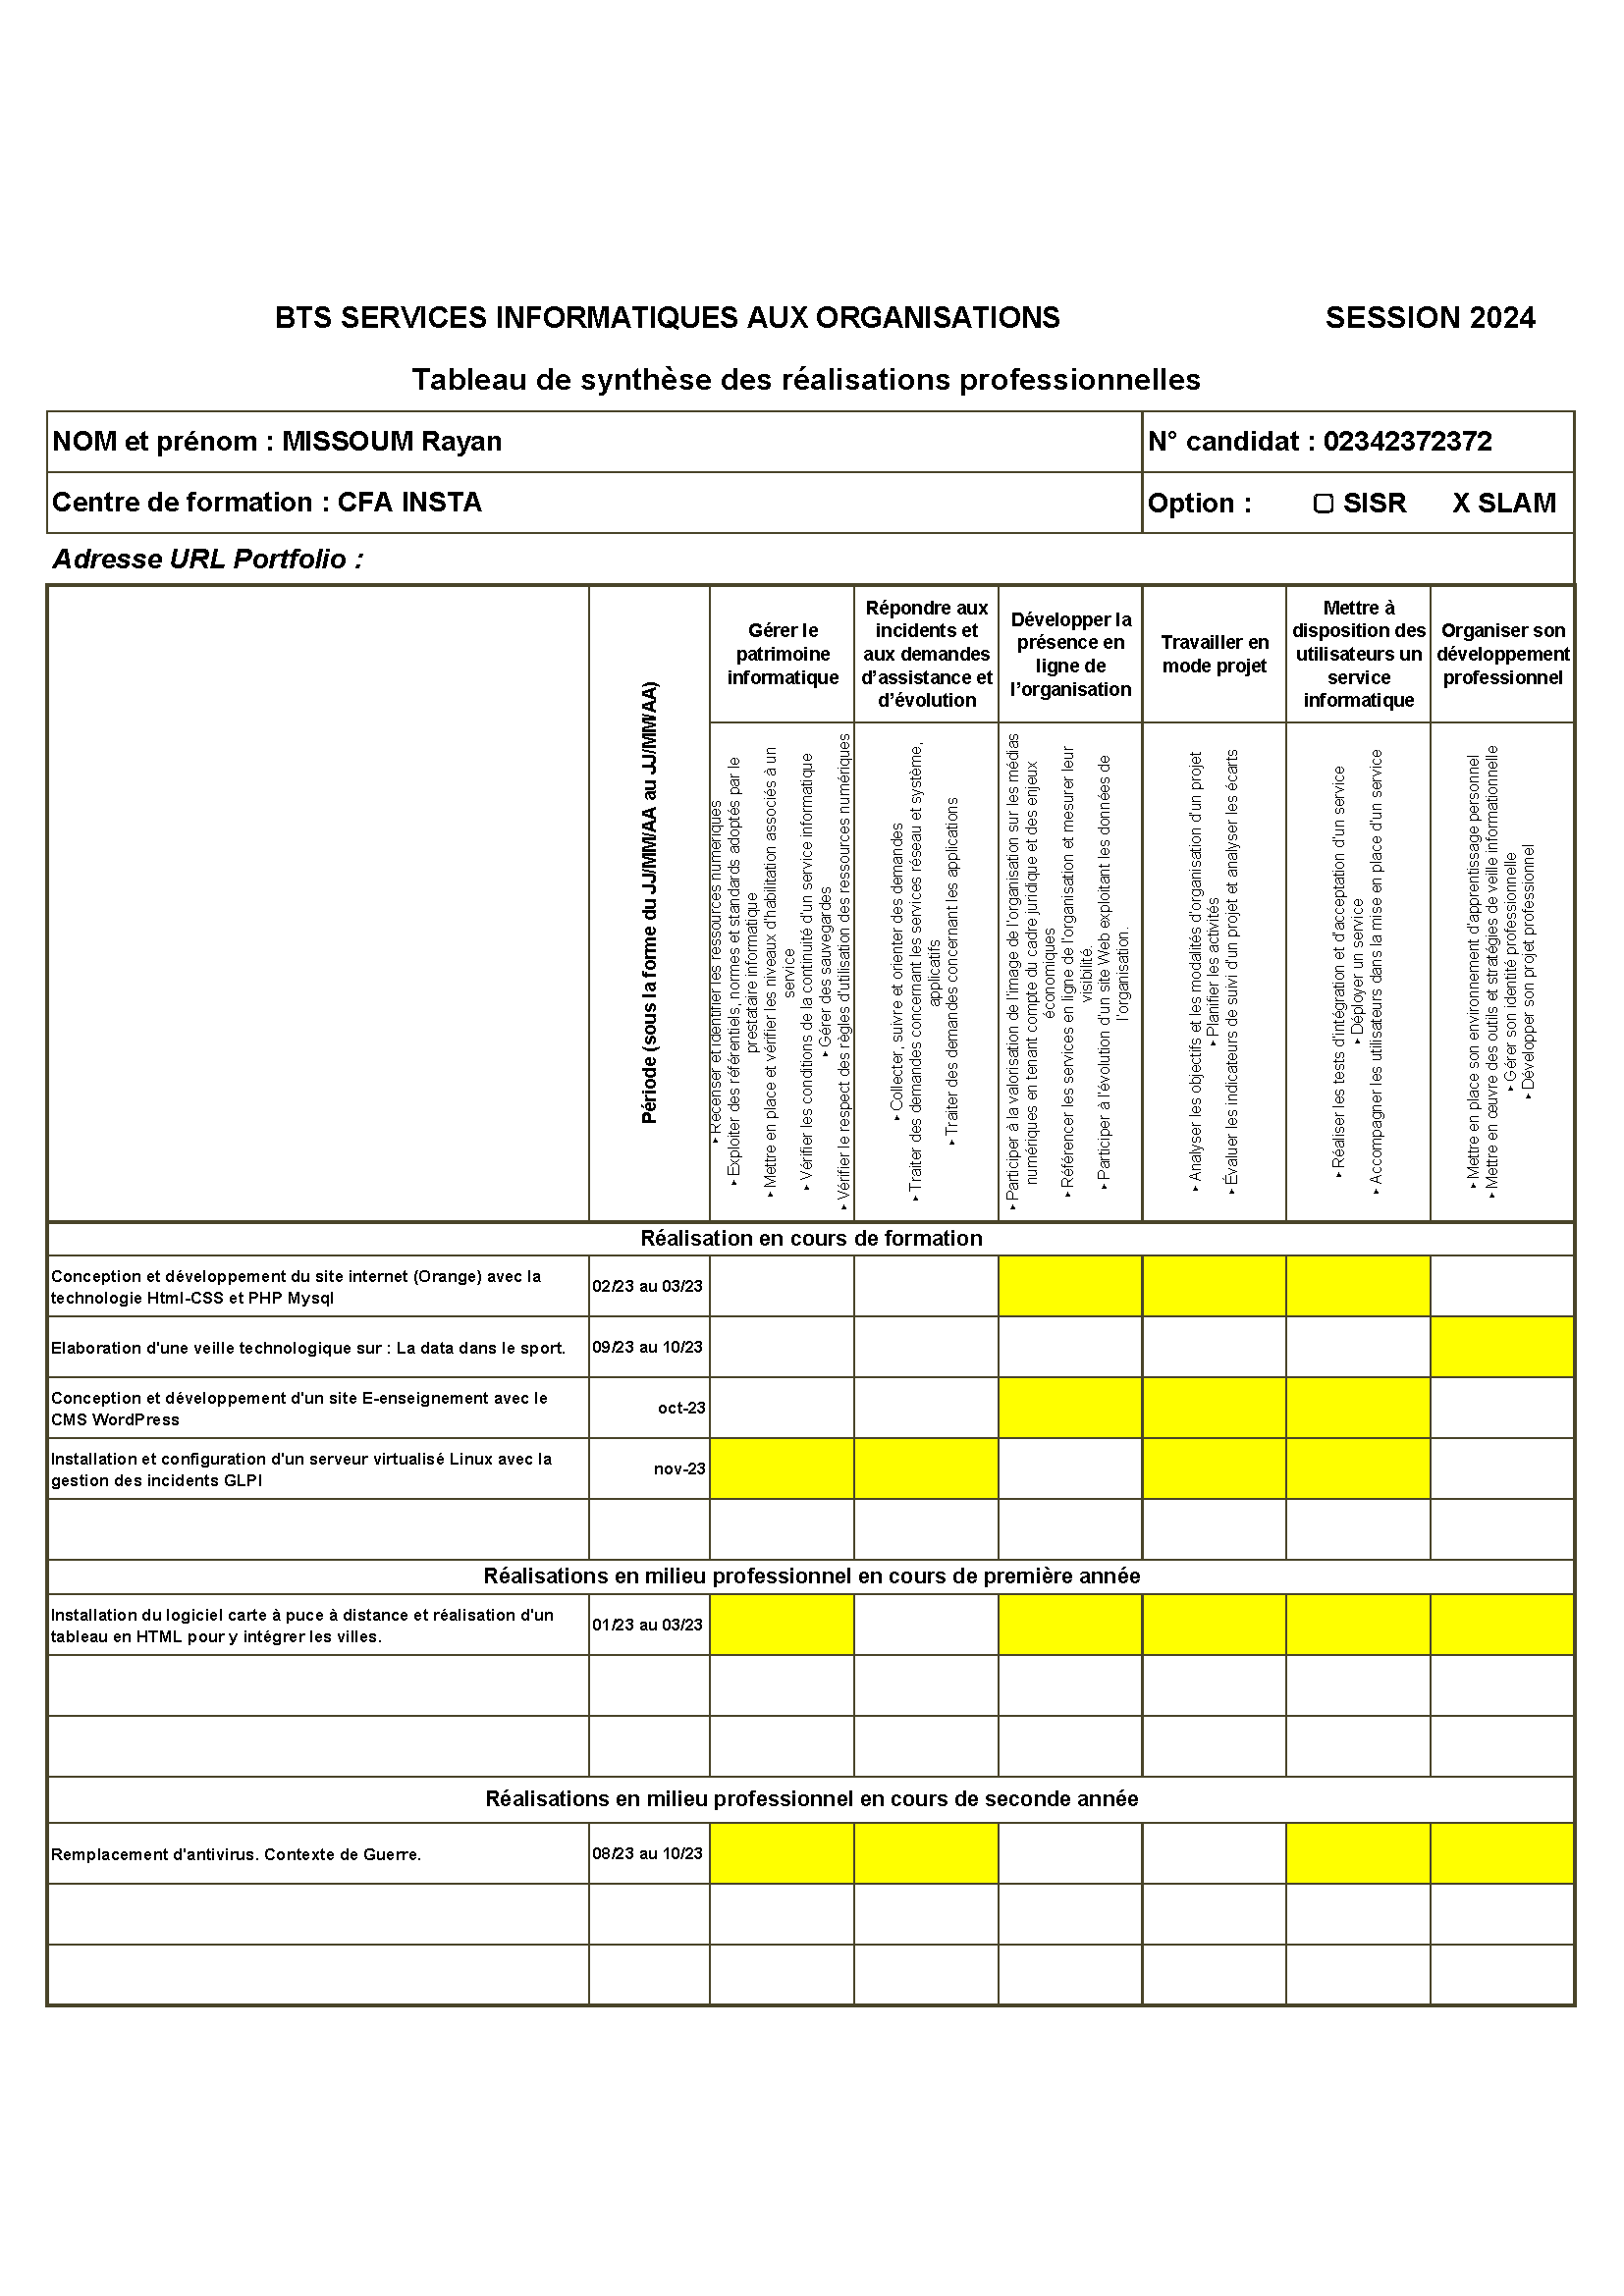 BTS SERVICES INFORMATIQUES AUX ORGANISATIONS SESSION 2024
Tableau de synthèse des réalisations professionnelles
NOM et prénom : MISSOUM Rayan
N° candidat : 02342372372
Centre de formation : CFA INSTA
Option : ▢ SISR X SLAM
Adresse URL Portfolio :
Période (sous la forme du JJ/MM/AA au JJ/MM/AA)
Gérer le
patrimoine
informatique
Répondre aux
incidents et
aux demandes
d’assistance et
d’évolution
Développer la
présence en
ligne de
l’organisation
Travailler en
mode projet
Mettre à
disposition des
utilisateurs un
service
informatique
Organiser son
développement
professionnel
‣ Recenser et identifier les ressources numériques
‣ Exploiter des référentiels, normes et standards adoptés par le
prestataire informatique
‣ Mettre en place et vérifier les niveaux d’habilitation associés à un
service
‣ Vérifier les conditions de la continuité d’un service informatique
‣ Gérer des sauvegardes
‣ Vérifier le respect des règles d’utilisation des ressources numériques
‣ Collecter, suivre et orienter des demandes
‣ Traiter des demandes concernant les services réseau et système,
applicatifs
‣ Traiter des demandes concernant les applications
‣ Participer à la valorisation de l’image de l’organisation sur les médias
numériques en tenant compte du cadre juridique et des enjeux
économiques
‣ Référencer les services en ligne de l’organisation et mesurer leur
visibilité.
‣ Participer à l’évolution d’un site Web exploitant les données de
l’organisation.
‣ Analyser les objectifs et les modalités d’organisation d’un projet
‣ Planifier les activités
‣ Évaluer les indicateurs de suivi d’un projet et analyser les écarts
‣ Réaliser les tests d’intégration et d’acceptation d’un service
‣ Déployer un service
‣ Accompagner les utilisateurs dans la mise en place d’un service
‣ Mettre en place son environnement d’apprentissage personnel
‣ Mettre en œuvre des outils et stratégies de veille informationnelle
‣ Gérer son identité professionnelle
‣ Développer son projet professionnel
Réalisation en cours de formation
Conception et développement du site internet (Orange) avec la
technologie Html-CSS et PHP Mysql
02/23 au 03/23
Elaboration d'une veille technologique sur : La data dans le sport.
09/23 au 10/23
Conception et développement d'un site E-enseignement avec le
CMS WordPress
oct-23
Installation et configuration d'un serveur virtualisé Linux avec la
gestion des incidents GLPI
nov-23
Réalisations en milieu professionnel en cours de première année
Installation du logiciel carte à puce à distance et réalisation d'un
tableau en HTML pour y intégrer les villes.
01/23 au 03/23
Réalisations en milieu professionnel en cours de seconde année
Remplacement d'antivirus. Contexte de Guerre.
08/23 au 10/23